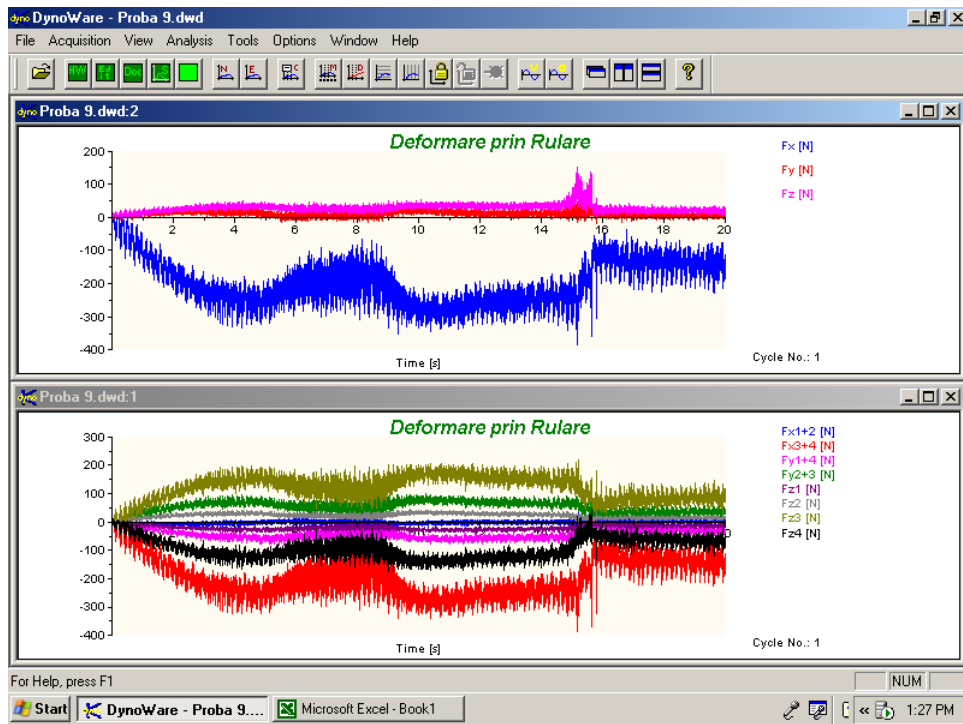 DynoWare - Proba 9.dwd
File Acquisition View Analysis Tools Options Window Help
HW Edit Doc
Proba 9.dwd:2
Deformare prin Rulare
Fx [N]
Fy [N]
Fz [N]
200
100
0
-100
-200
-300
-400
2 4 6 8 10 12 14 16 18 20
Time [s]
Cycle No.: 1
Proba 9.dwd:1
Deformare prin Rulare
Fx1+2 [N]
Fx3+4 [N]
Fy1+4 [N]
Fy2+3 [N]
Fz1 [N]
Fz2 [N]
Fz3 [N]
Fz4 [N]
300
200
100
0
-100
-200
-300
-400
Time [s]
Cycle No.: 1
For Help, press F1
NUM
Start
DynoWare - Proba 9....
Microsoft Excel - Book1
1:27 PM